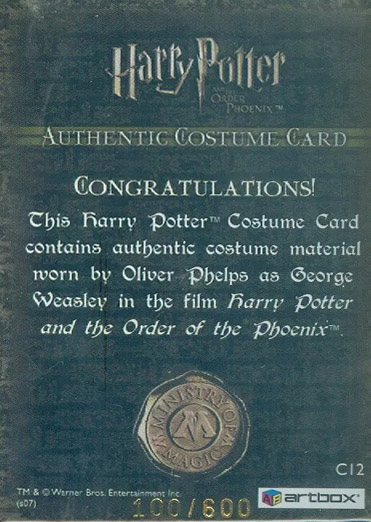 Harry Potter
AND THE
ORDER OF THE
PHOENIX™
AUTHENTIC COSTUME CARD
CONGRATULATIONS!
This Harry Potter™ Costume Card
contains authentic costume material
worn by Oliver Phelps as George
Weasley in the film Harry Potter
and the Order of the Phoenix™.
MINISTRY OF
M
MAGIC
C12
TM & © Warner Bros. Entertainment Inc.
(s07)
100/600
AB artbox®